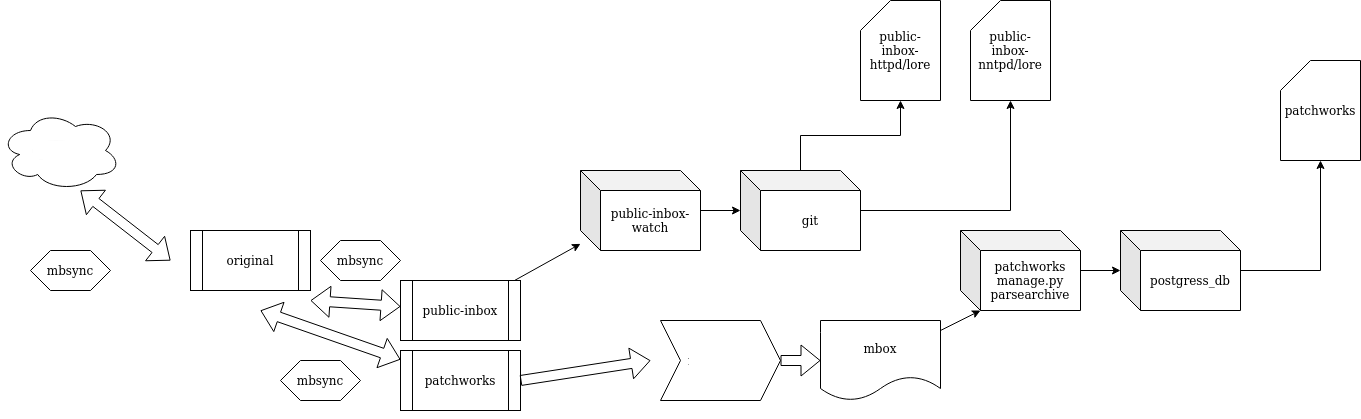 public-
inbox-
httpd/lore
public-
inbox-
nntpd/lore
patchworks
mbsync
original
mbsync
public-inbox
mbsync
patchworks
public-inbox-
watch
git
mbox
patchworks
manage.py
parsearchive
postgress_db